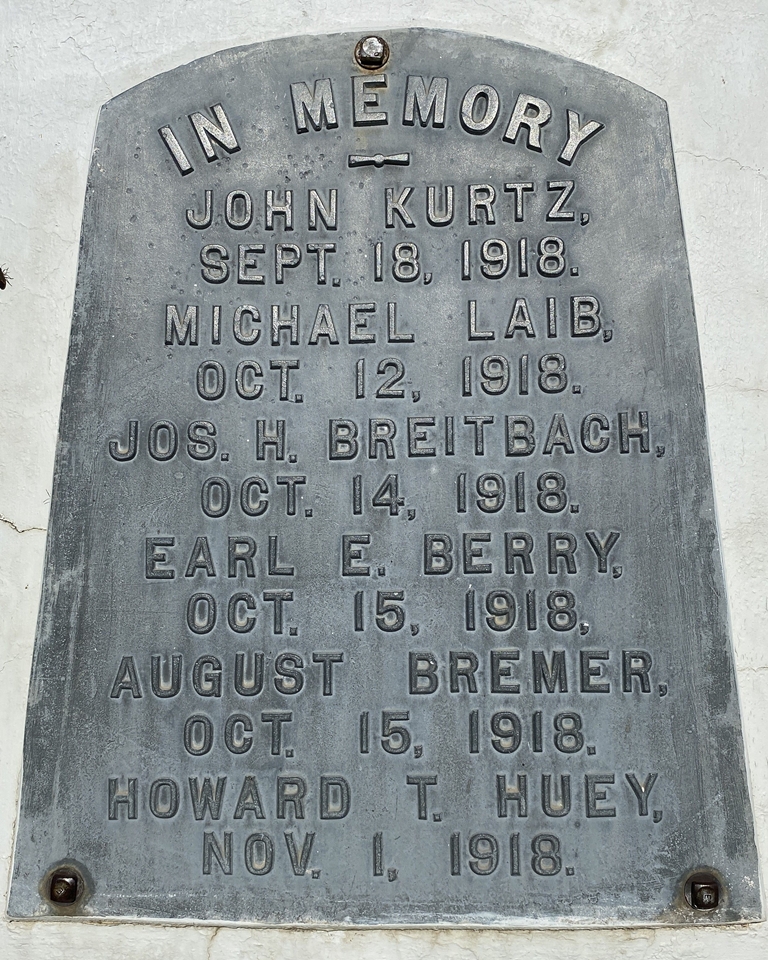 IN MEMORY
JOHN KURTZ,
SEPT. 18, 1918.
MICHAEL LAIB,
OCT. 12, 1918.
JOS. H. BREITBACH,
OCT. 14, 1918.
EARL E. BERRY,
OCT. 15, 1918,
AUGUST BREMER,
OCT. 15, 1918.
HOWARD T. HUEY,
NOV. 1, 1918.